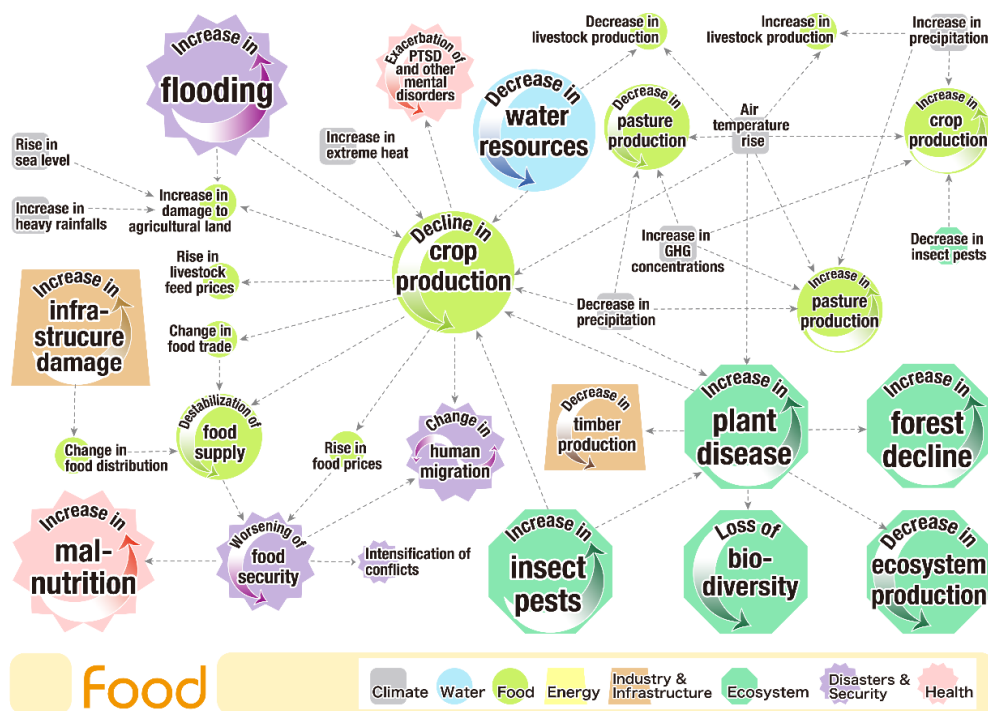 Increase in
flooding
Exacerbation of
PTSD
and other
mental
disorders
Decrease in
livestock production
Increase in
livestock production
Increase in
precipitation
Decrease in
water
resources
Decrease in
pasture
production
Air
temperature
rise
Increase in
crop
production
Rise in
sea level
Increase in
extreme heat
Increase in
heavy rainfalls
Increase in
damage to
agricultural land
Decline in
crop
production
Increase in
GHG
concentrations
Decrease in
insect pests
Rise in
livestock
feed prices
Increase in
infra-
strucure
damage
Decrease in
precipitation
Increase in
pasture
production
Change in
food trade
Destabilization of
food
supply
Change in
food distribution
Rise in
food prices
Change in
human
migration
Decrease in
timber
production
Increase in
plant
disease
Increase in
forest
decline
Increase in
mal-
nutrition
Worsening of
food
security
Intensification of
conflicts
Increase in
insect
pests
Loss of
bio-
diversity
Decrease in
ecosystem
production
Food
Climate
Water
Food
Energy
Industry &
Infrastructure
Ecosystem
Disasters &
Security
Health